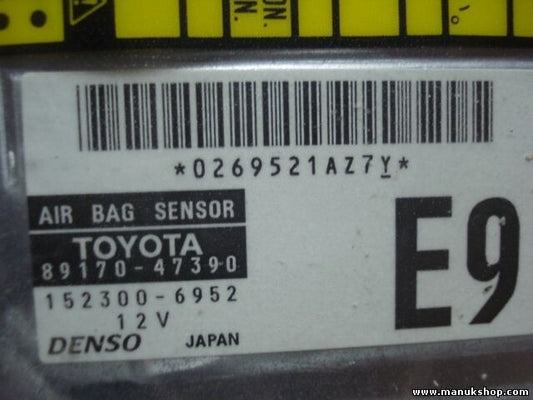 *0269521AZ7Y*
AIR BAG SENSOR
TOYOTA
89170-47390
152300-6952
12V
DENSO JAPAN
E9
www.manukshop.com